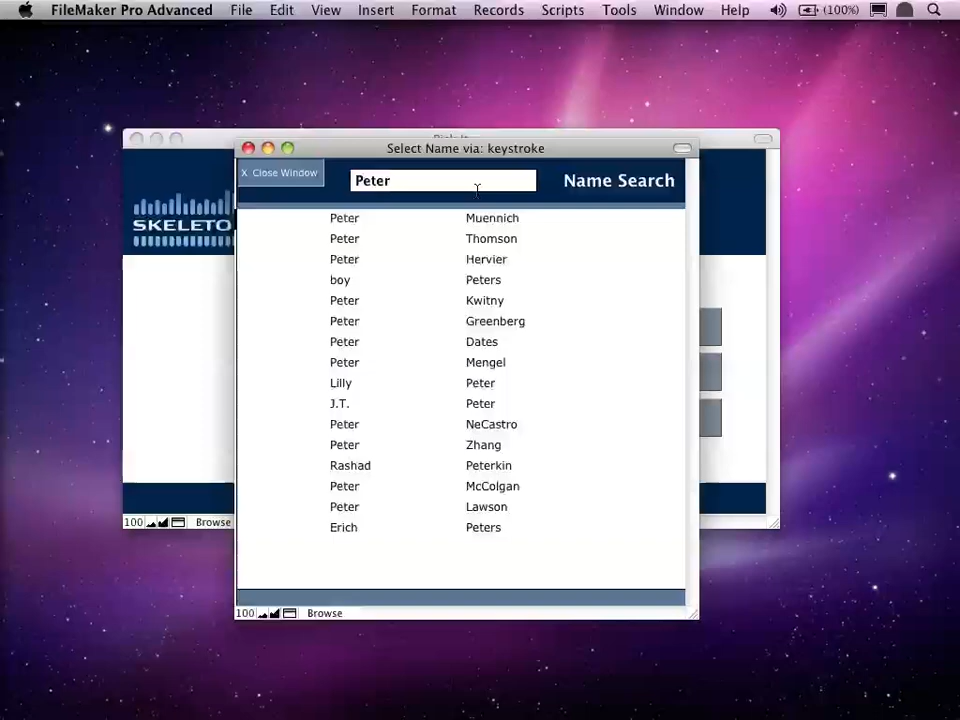 FileMaker Pro Advanced File Edit View Insert Format Records Scripts Tools Window Help (100%)
Select Name via: keystroke
X Close Window
Peter
Name Search
SKELETO
Peter Muennich
Peter Thomson
Peter Hervier
boy Peters
Peter Kwitny
Peter Greenberg
Peter Dates
Peter Mengel
Lilly Peter
J.T. Peter
Peter NeCastro
Peter Zhang
Rashad Peterkin
Peter McColgan
Peter Lawson
Erich Peters
100 Browse
100 Browse